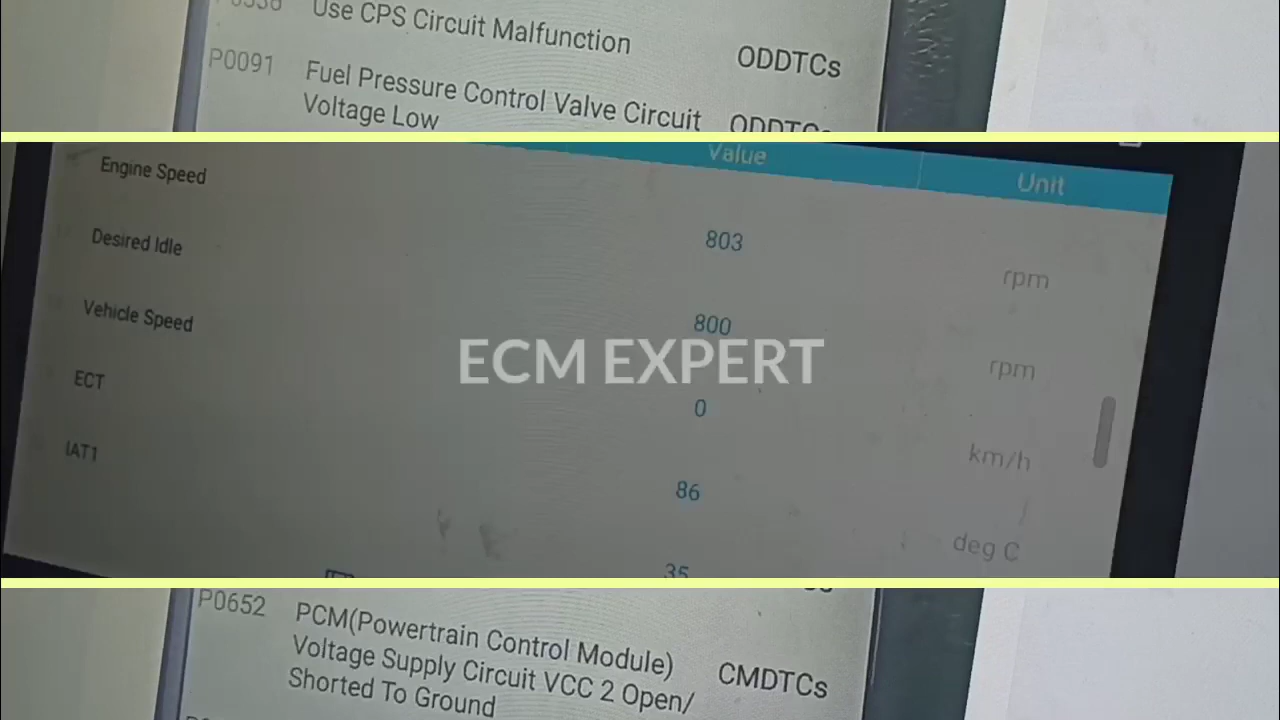 Use CPS Circuit Malfunction
ODDTCs
P0091
Fuel Pressure Control Valve Circuit
Voltage Low
ODDTCs
Value
Unit
Engine Speed
803
rpm
Desired Idle
800
rpm
Vehicle Speed
0
km/h
ECT
86
deg C
IAT1
35
ECM EXPERT
P0652
PCM(Powertrain Control Module)
Voltage Supply Circuit VCC 2 Open/
Shorted To Ground
CMDTCs